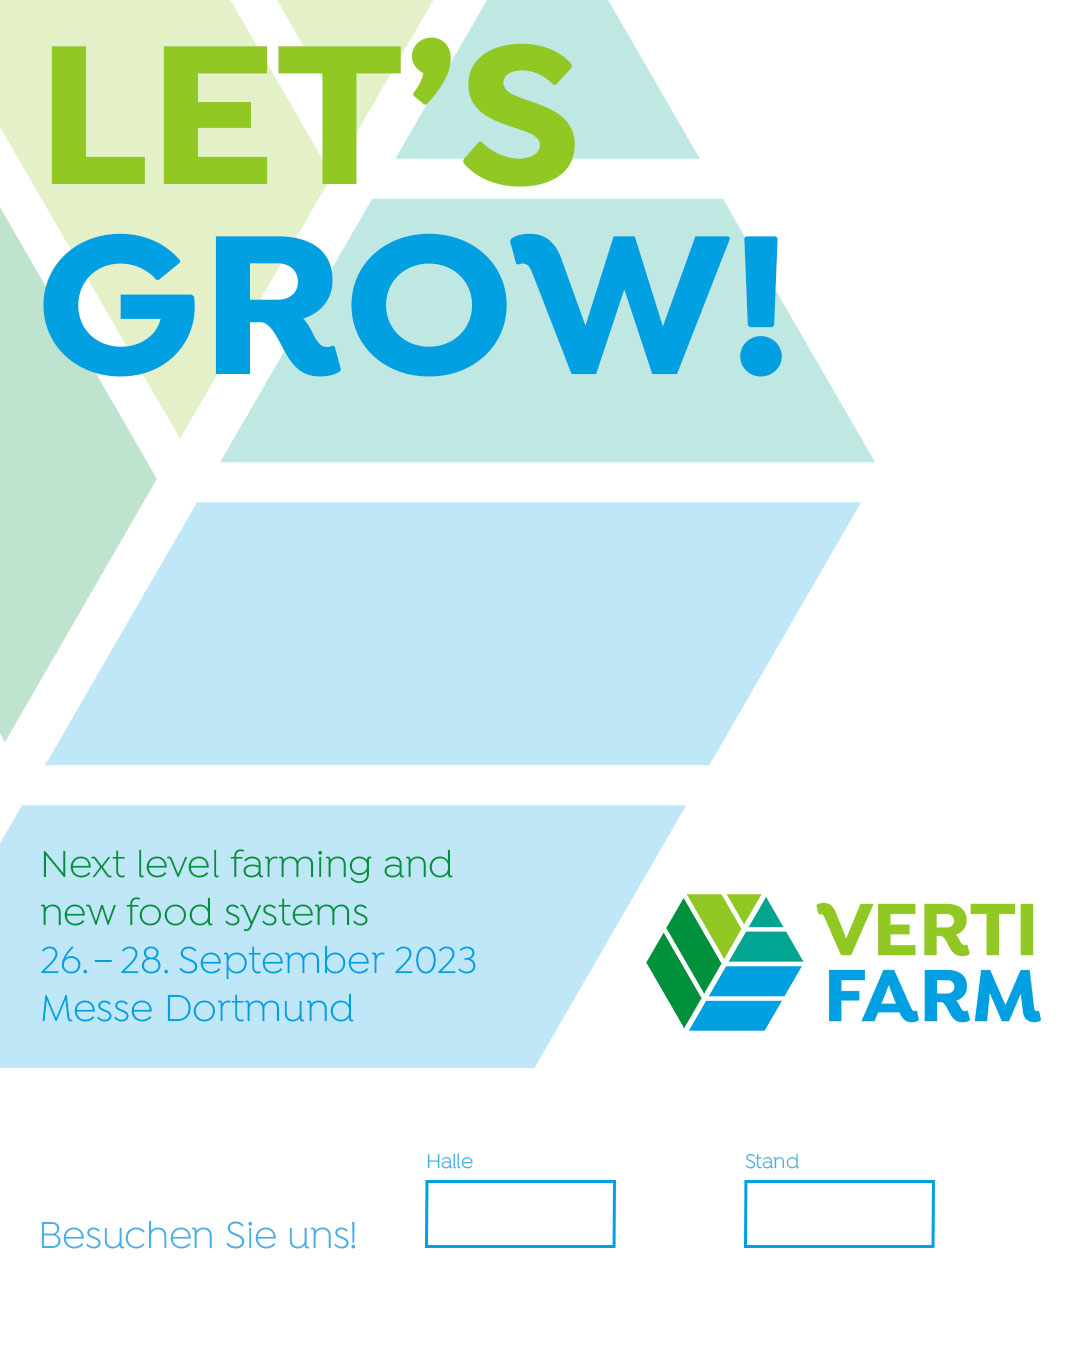 LET’S
GROW!
Next level farming and
new food systems
26. – 28. September 2023
Messe Dortmund
VERTI
FARM
Halle
Stand
Besuchen Sie uns!